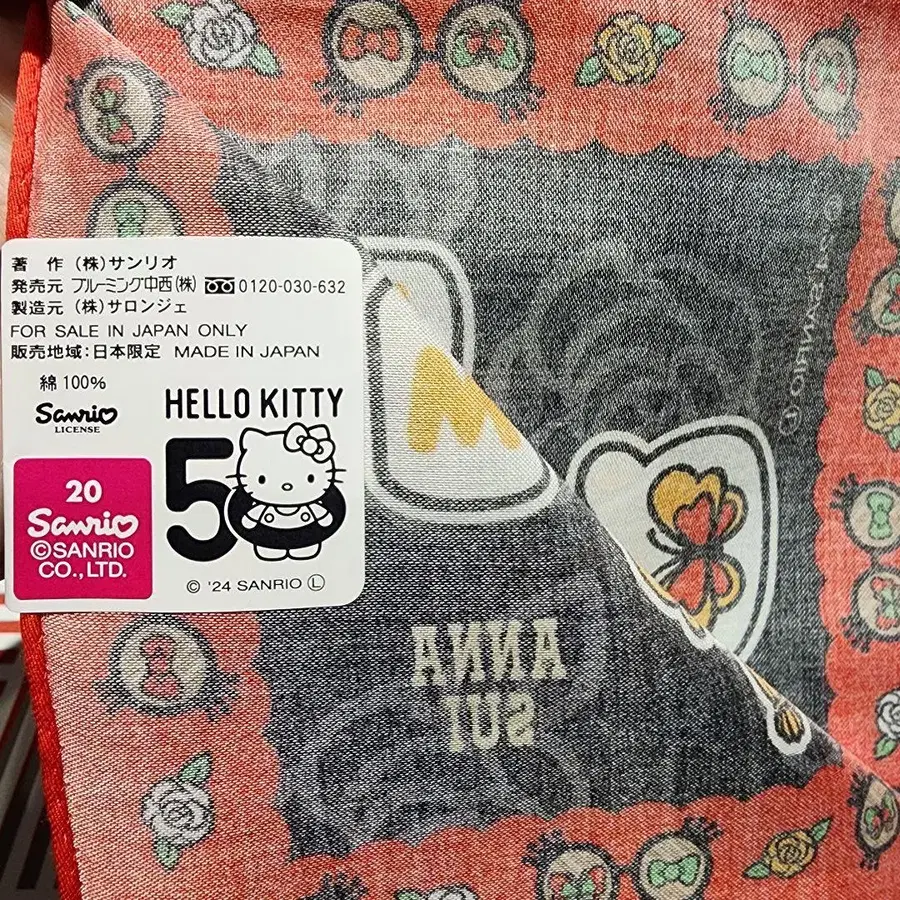 著 作 (株)サンリオ
発売元 ブルーミング中西(株) 0120-030-632
製造元 (株)サロンジェ
FOR SALE IN JAPAN ONLY
販売地域:日本限定 MADE IN JAPAN
綿 100%
Sanrio
LICENSE
HELLO KITTY
50
20
Sanrio
©SANRIO
CO.,LTD.
© '24 SANRIO Ⓛ
ANNA
SUI
SANRIO Ⓛ